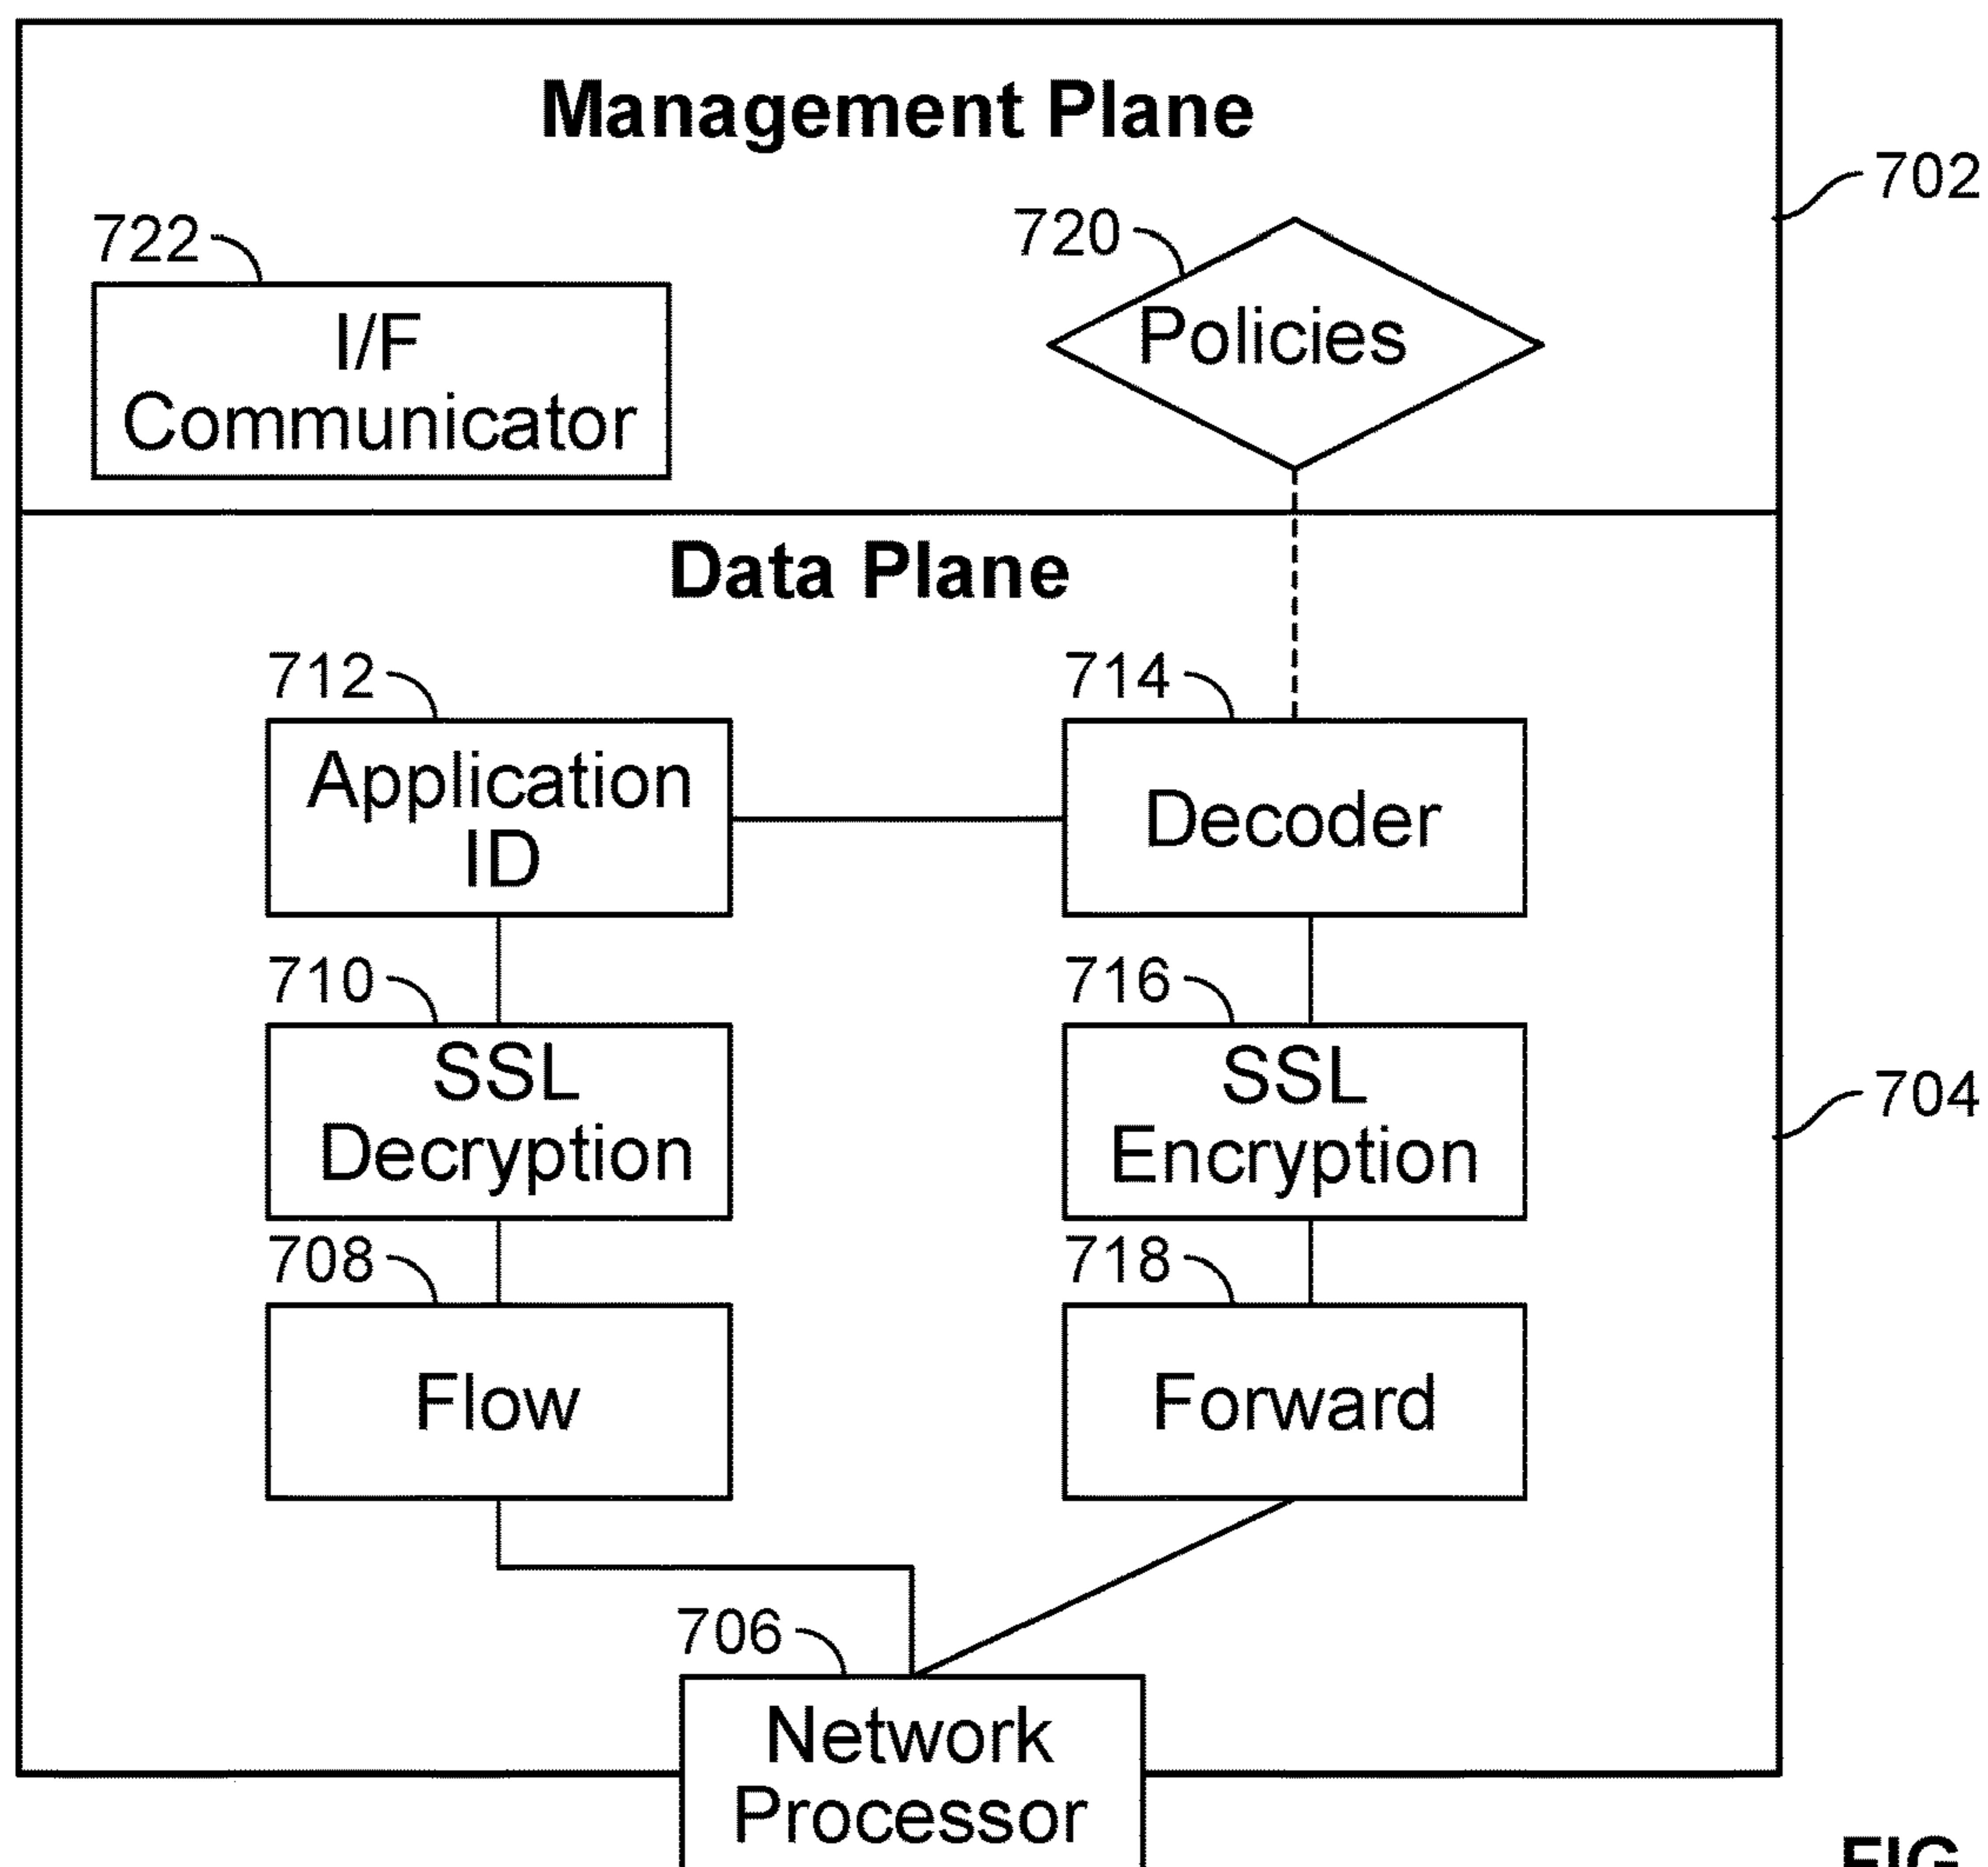 Management Plane
702
722
720
I/F
Communicator
Policies
Data Plane
712
714
Application
ID
Decoder
710
716
SSL
Decryption
SSL
Encryption
704
708
718
Flow
Forward
706
Network
Processor
FIG